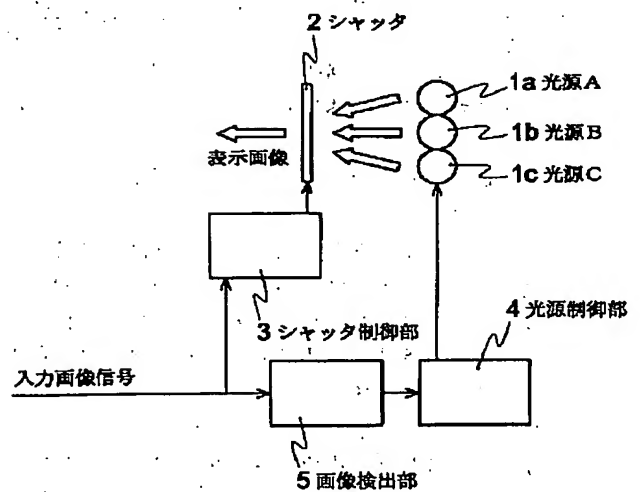 2 シャッタ
1a 光源A
1b 光源B
1c 光源C
表示画像
3 シャッタ制御部
4 光源制御部
入力画像信号
5 画像検出部